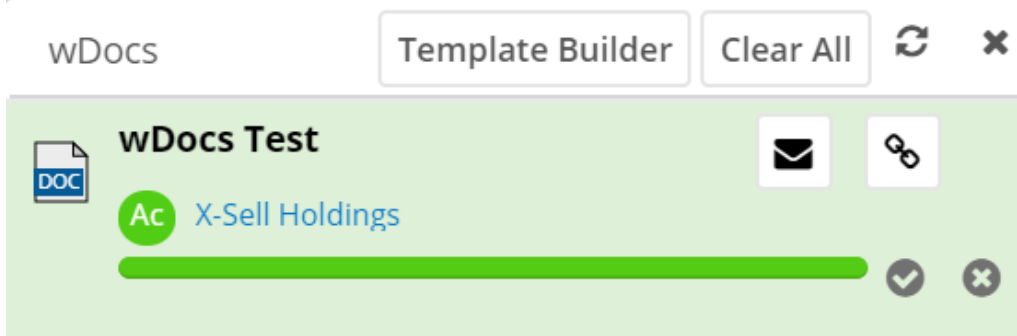 wDocs Template Builder Clear All
wDocs Test
DOC
Ac X-Sell Holdings